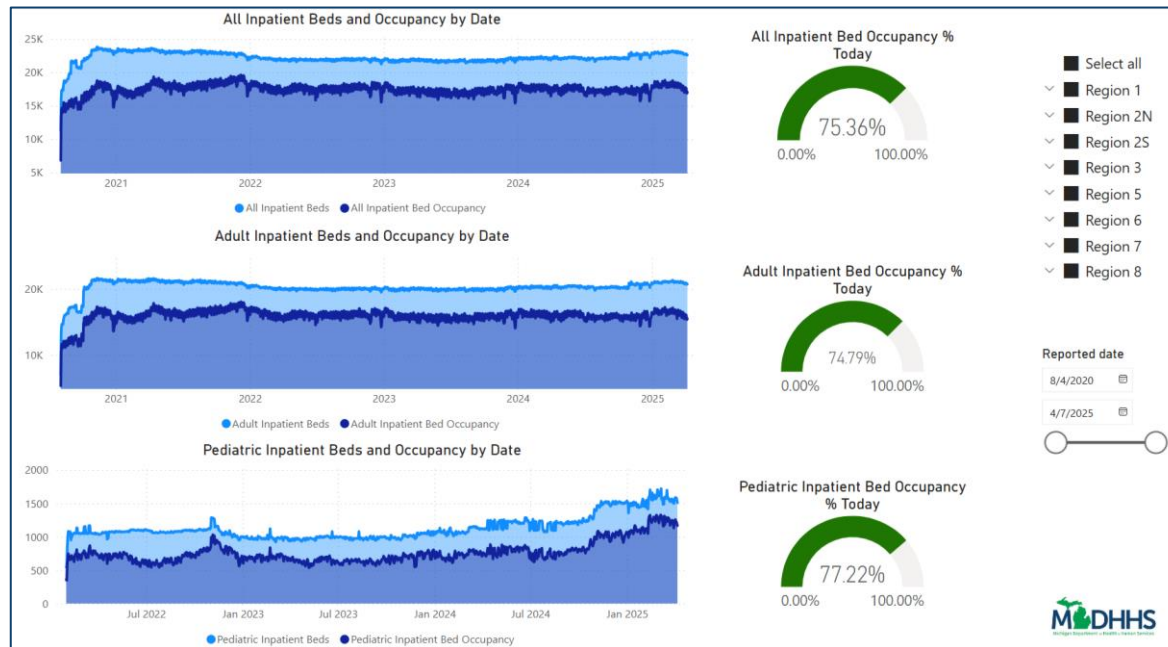 All Inpatient Beds and Occupancy by Date
25K
20K
15K
10K
5K
2021 2022 2023 2024 2025
All Inpatient Beds All Inpatient Bed Occupancy
Adult Inpatient Beds and Occupancy by Date
20K
10K
2021 2022 2023 2024 2025
Adult Inpatient Beds Adult Inpatient Bed Occupancy
Pediatric Inpatient Beds and Occupancy by Date
2000
1500
1000
500
0
Jul 2022 Jan 2023 Jul 2023 Jan 2024 Jul 2024 Jan 2025
Pediatric Inpatient Beds Pediatric Inpatient Bed Occupancy
All Inpatient Bed Occupancy %
Today
75.36%
0.00% 100.00%
Adult Inpatient Bed Occupancy %
Today
74.79%
0.00% 100.00%
Pediatric Inpatient Bed Occupancy
% Today
77.22%
0.00% 100.00%
Select all
Region 1
Region 2N
Region 2S
Region 3
Region 5
Region 6
Region 7
Region 8
Reported date
8/4/2020
4/7/2025
MDHHS
Michigan Department of Health & Human Services